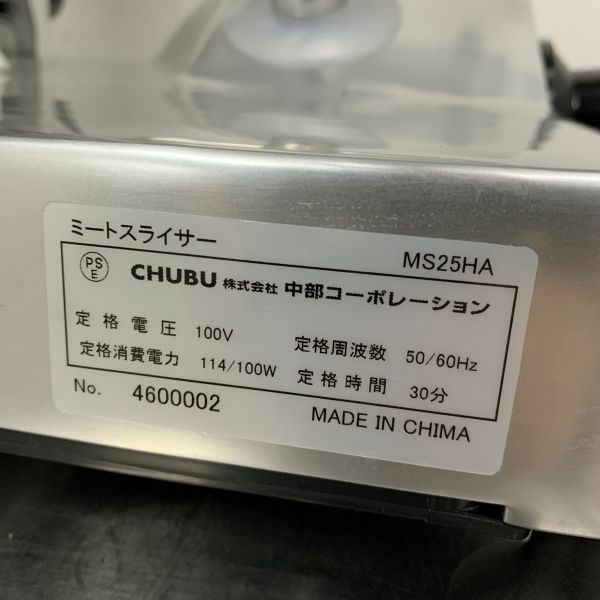 ミートスライサー MS25HA
PS E CHUBU 株式会社 中部コーポレーション
定格電圧 100V 定格周波数 50/60Hz
定格消費電力 114/100W 定格時間 30分
No. 4600002 MADE IN CHIMA